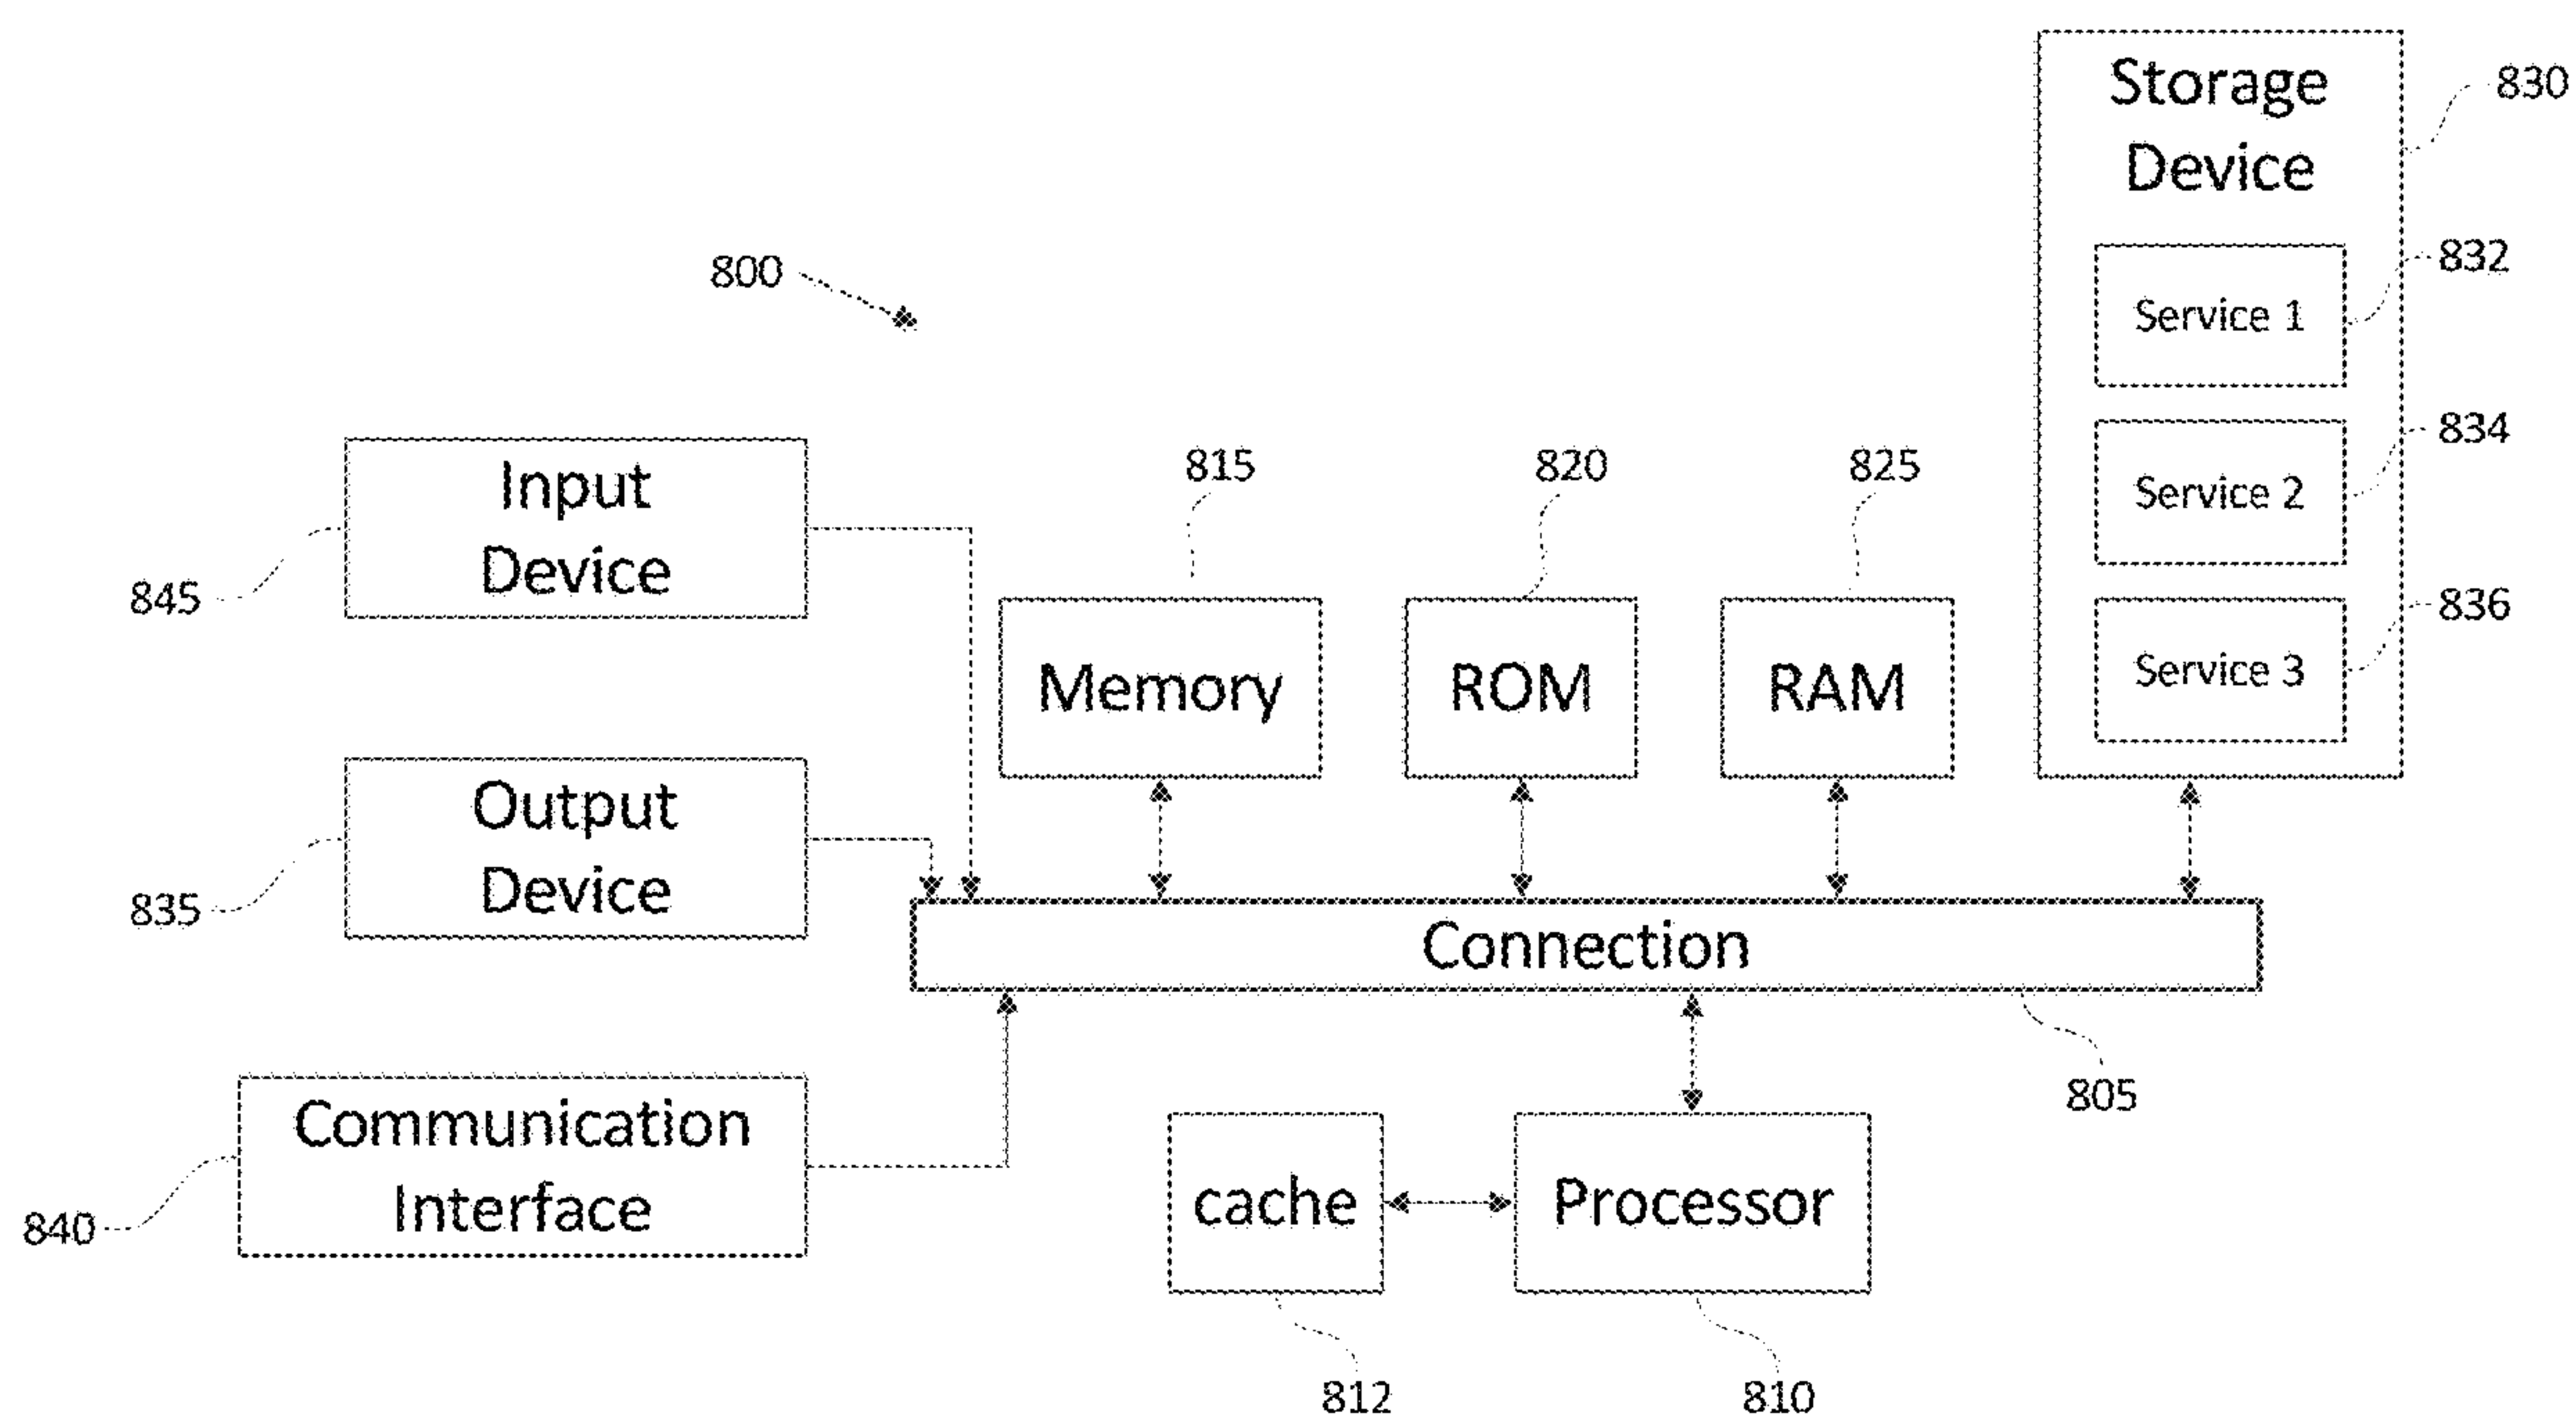 Storage
Device
830
832
Service 1
800
834
Service 2
836
Service 3
Input
Device
845
815
820
825
Memory
ROM
RAM
Output
Device
835
Connection
805
Communication
Interface
840
cache
Processor
812
810